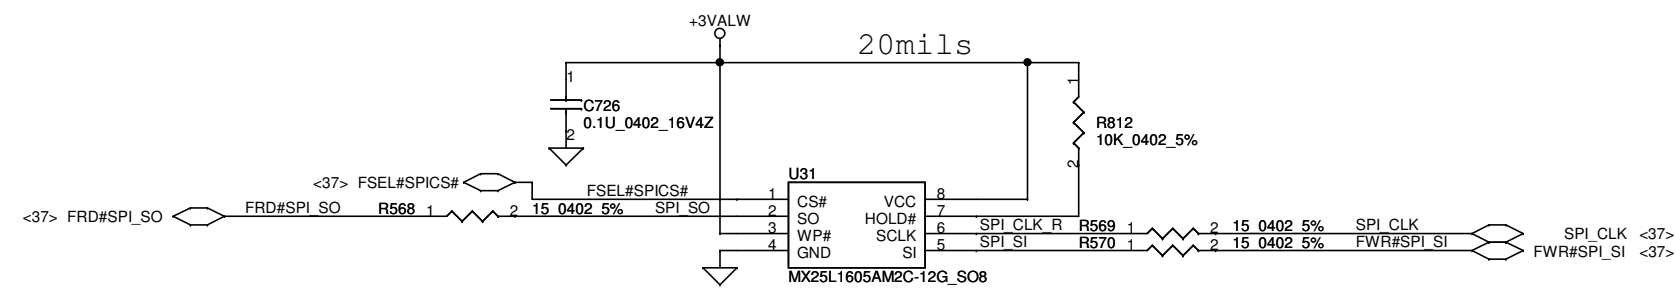 +3VALW
20mils
1
1
C726
0.1U_0402_16V4Z
2
R812
10K_0402_5%
2
U31
<37> FSEL#SPICS#
FSEL#SPICS#
1
CS#
VCC
8
<37> FRD#SPI_SO
FRD#SPI_SO
R568
1
2
15_0402_5%
SPI_SO
2
SO
HOLD#
7
3
WP#
SCLK
6
SPI_CLK_R
R569
1
2
15_0402_5%
SPI_CLK
SPI_CLK <37>
4
GND
SI
5
SPI_SI
R570
1
2
15_0402_5%
FWR#SPI_SI
FWR#SPI_SI <37>
MX25L1605AM2C-12G_SO8